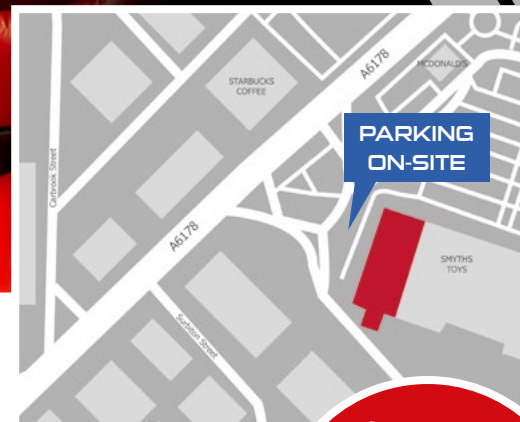 STARBUCKS
COFFEE
A6178
MCDONALD'S
PARKING
ON-SITE
Carbrook Street
A6178
SMYTHS
TOYS
Surbiton Street